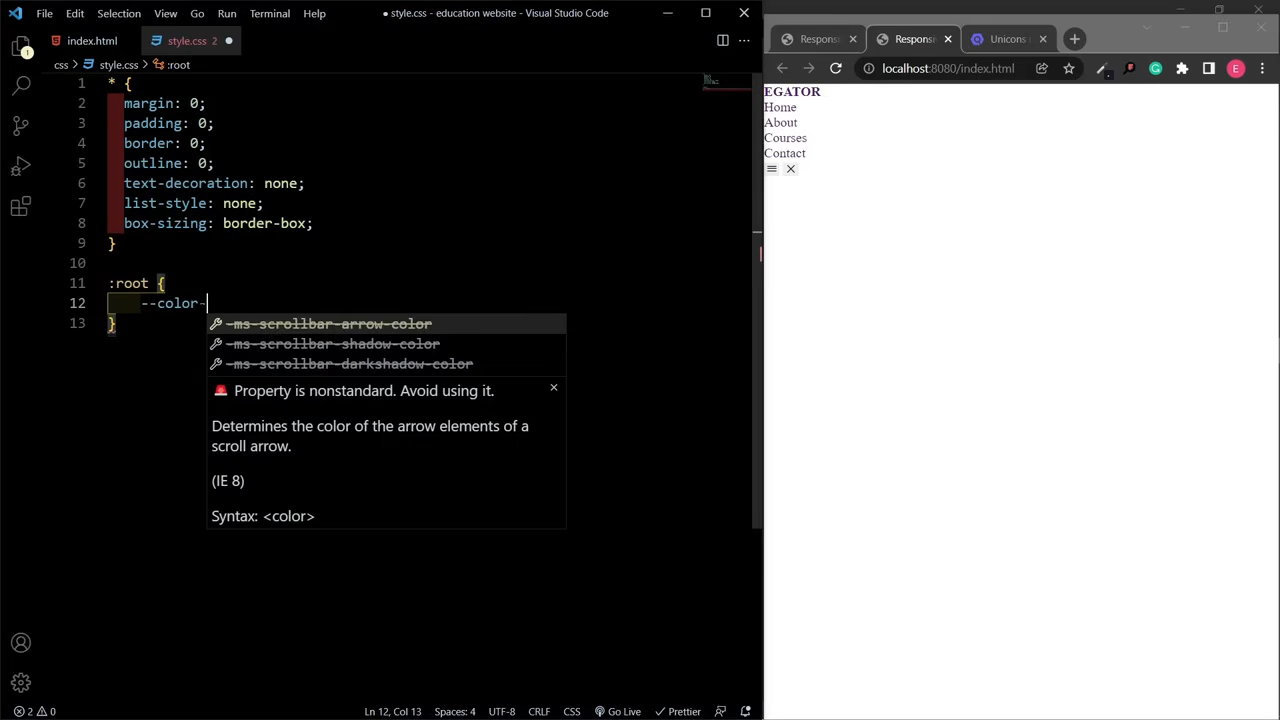 File Edit Selection View Go Run Terminal Help
● style.css - education website - Visual Studio Code
index.html
style.css 2 ●
css > style.css > :root
1 * {
2 margin: 0;
3 padding: 0;
4 border: 0;
5 outline: 0;
6 text-decoration: none;
7 list-style: none;
8 box-sizing: border-box;
9 }
10
11 :root {
12 --color-
13 }
-ms-scrollbar-arrow-color
-ms-scrollbar-shadow-color
-ms-scrollbar-darkshadow-color
Property is nonstandard. Avoid using it.
Determines the color of the arrow elements of a
scroll arrow.
(IE 8)
Syntax: <color>
1
2 0
Ln 12, Col 13 Spaces: 4 UTF-8 CRLF CSS Go Live Prettier
Respons
Respons
Unicons
localhost:8080/index.html
E
EGATOR
Home
About
Courses
Contact